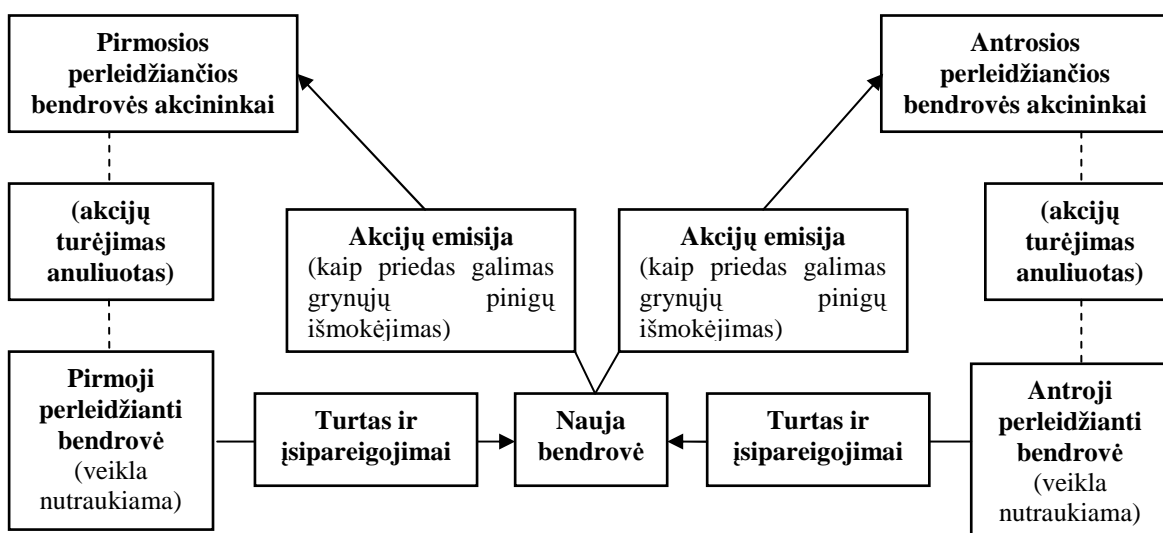 Pirmosios
perleidžiančios
bendrovės akcininkai
Antrosios
perleidžiančios
bendrovės akcininkai
(akcijų
turėjimas
anuliuotas)
Akcijų emisija
(kaip priedas galimas
grynųjų pinigų
išmokėjimas)
Akcijų emisija
(kaip priedas galimas
grynųjų pinigų
išmokėjimas)
(akcijų
turėjimas
anuliuotas)
Pirmoji
perleidžianti
bendrovė
(veikla
nutraukiama)
Turtas ir
įsipareigojimai
Nauja
bendrovė
Turtas ir
įsipareigojimai
Antroji
perleidžianti
bendrovė
(veikla
nutraukiama)